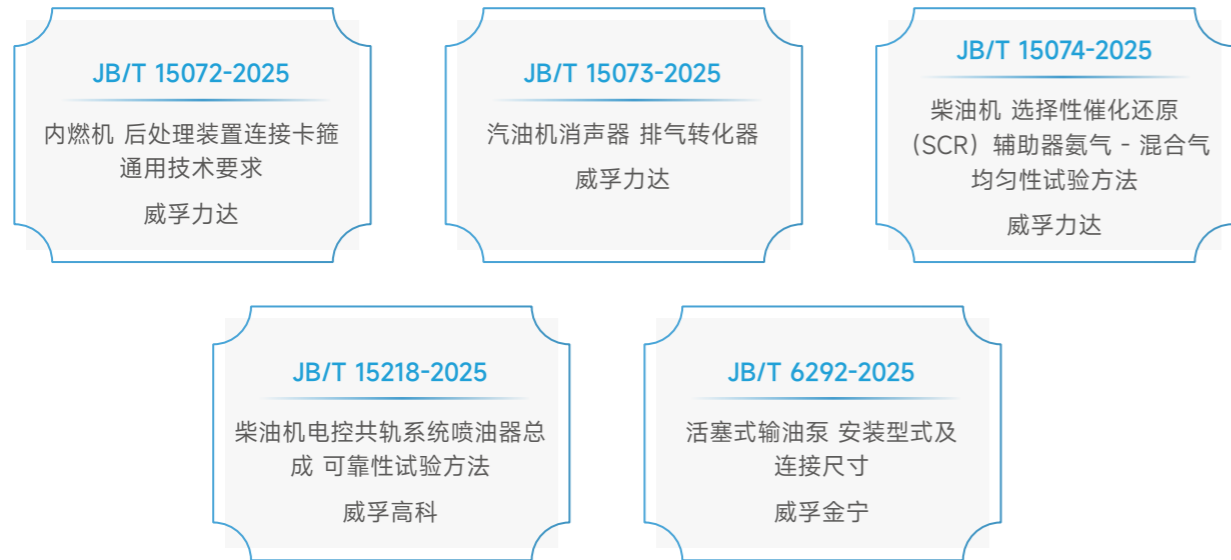 JB/T 15072-2025
内燃机 后处理装置连接卡箍
通用技术要求
威孚力达
JB/T 15073-2025
汽油机消声器 排气转化器
威孚力达
JB/T 15074-2025
柴油机 选择性催化还原
（SCR）辅助器氨气 - 混合气
均匀性试验方法
威孚力达
JB/T 15218-2025
柴油机电控共轨系统喷油器总
成 可靠性试验方法
威孚高科
JB/T 6292-2025
活塞式输油泵 安装型式及
连接尺寸
威孚金宁